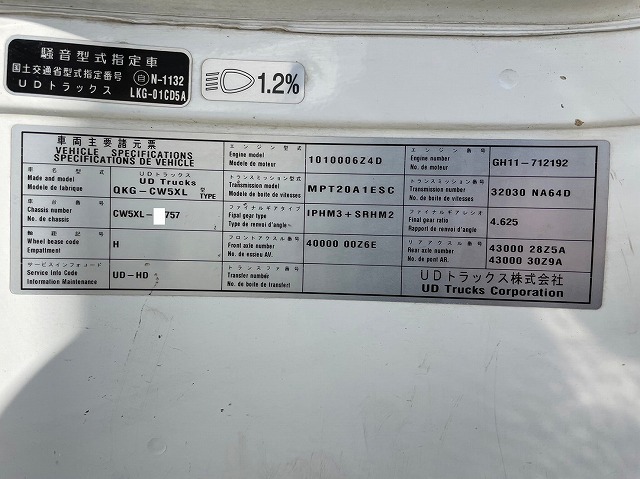 騒音型式指定車
国土交通省型式指定番号 自 N-1132
UDトラックス LKG-01CD5A
1.2%
車両主要諸元票
VEHICLE SPECIFICATIONS
SPECIFICATIONS DE VEHICLE
車名型式
Made and model
Modele de fabrique
UDトラックス
UD Trucks
QKG-CW5XL 型 TYPE
車台番号
Chassis number
No. de chassis
CW5XL- 757
軸距記号
Wheel bese code
Empattiment
H
サービスインフォコード
Service Info Code
Information Maintenance
UD-HD
エンジン型式
Engine model
Modele de moteur
1010006Z4D
トランスミッション型式
Transmission model
Modele de boite de vitesses
MPT20A1ESC
ファイナルギアタイプ
Fipal gear type
Type de renvoi d'angle
IPHM3+SRHM2
フロントアクスル番号
Front axle number
No. de essieu AV.
40000 00Z6E
トランスファ番号
Transfer number
No. de boite de transferl
エンジン番号
Engine number
No. de moteur
GH11-712192
トランスミッション番号
Transmission number
No. de boite de vitesses
32030 NA64D
ファイナルギアレシオ
Final gear ratio
Rapport de renvoi d'angle
4.625
リアアクスル番号
Rear axle number
No. de pont AR.
43000 28Z5A
43000 30Z9A
UDトラックス株式会社
UD Trucks Corporation